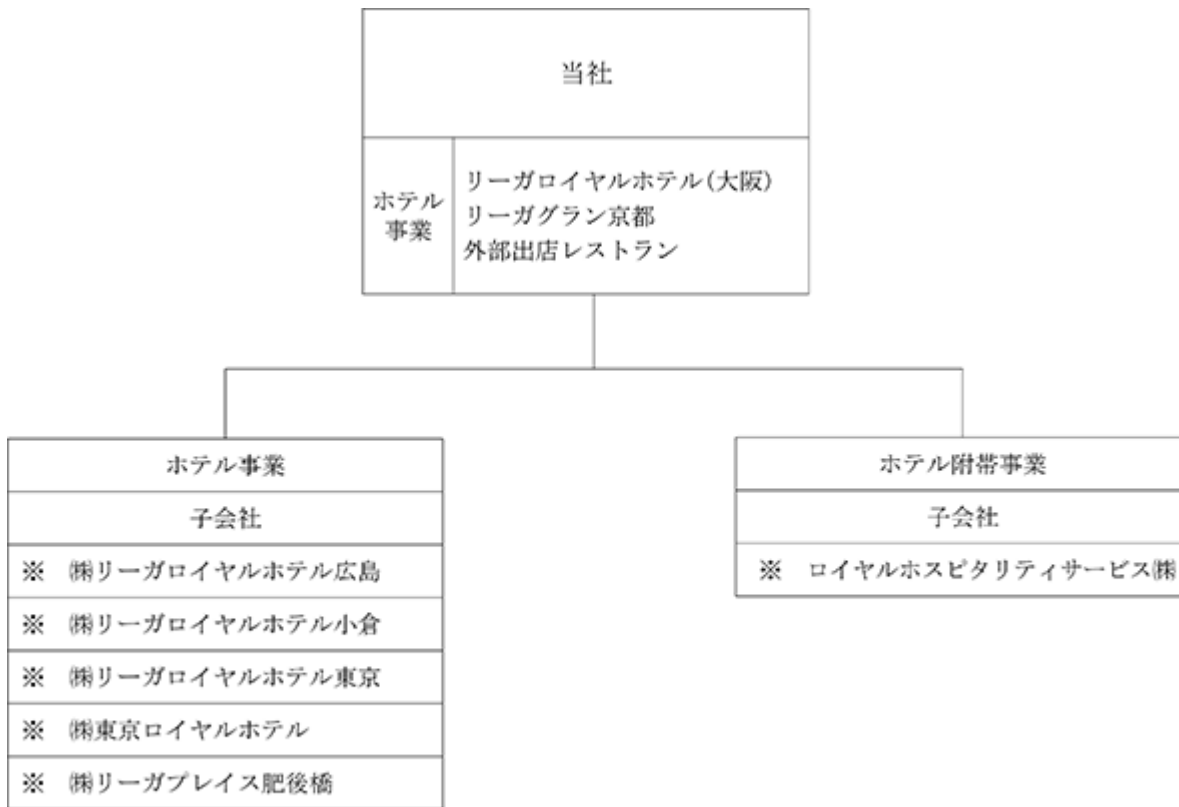 当社
ホテル
事業
リーガロイヤルホテル(大阪)
リーガグラン京都
外部出店レストラン
ホテル事業
子会社
※ ㈱リーガロイヤルホテル広島
※ ㈱リーガロイヤルホテル小倉
※ ㈱リーガロイヤルホテル東京
※ ㈱東京ロイヤルホテル
※ ㈱リーガプレイス肥後橋
ホテル附帯事業
子会社
※ ロイヤルホスピタリティサービス㈱